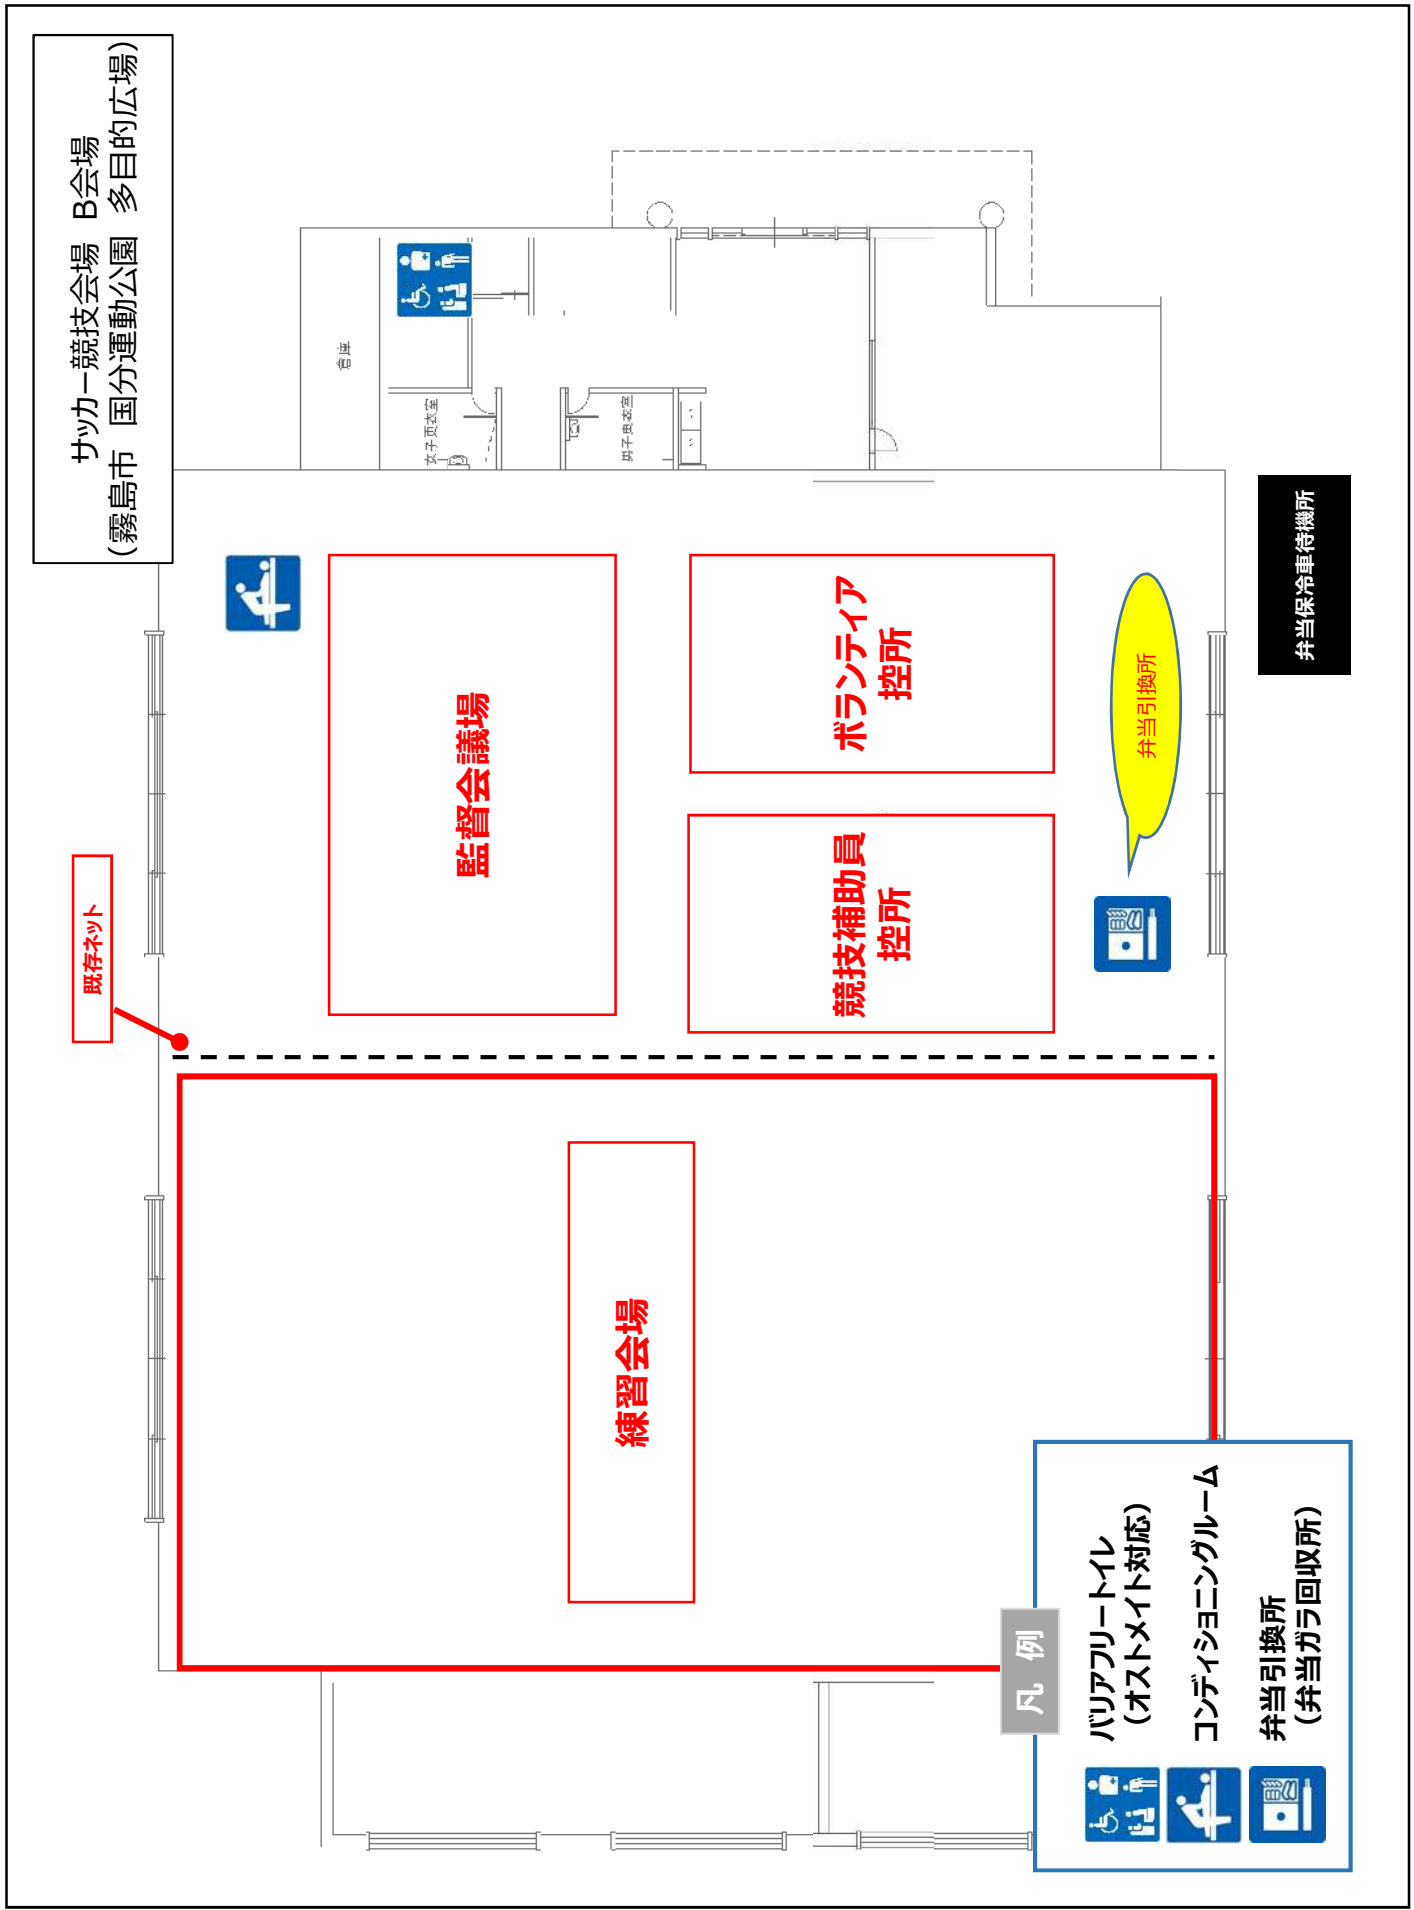 サッカー競技会場 B会場
（霧島市 国分運動公園 多目的広場）
倉庫
女子更衣室
男子更衣室
監督会議場
ボランティア
控所
競技補助員
控所
弁当引換所
弁当保冷車待機所
既存ネット
練習会場
凡 例
バリアフリートイレ
（オストメイト対応）
コンディショニングルーム
弁当引換所
（弁当ガラ回収所）